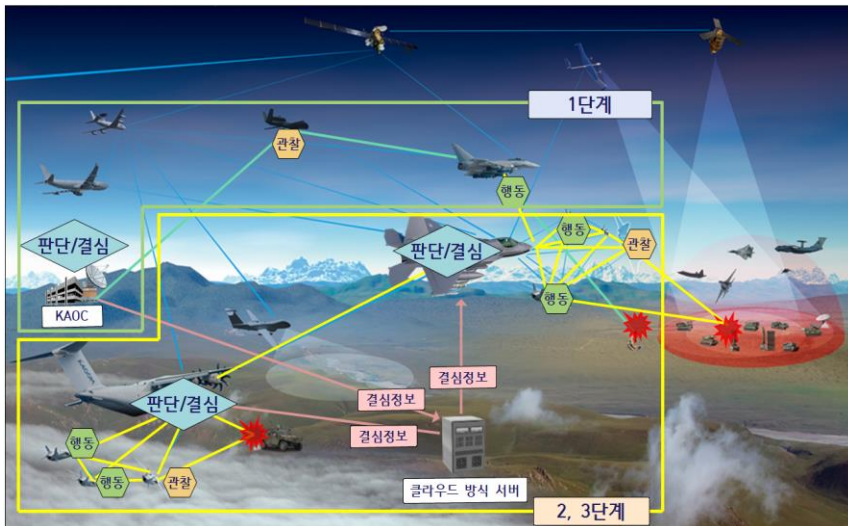 1단계
관찰
행동
판단/결심
KAOC
판단/결심
행동
관찰
행동
결심정보
결심정보
결심정보
판단/결심
행동
행동
관찰
클라우드 방식 서버
2, 3단계